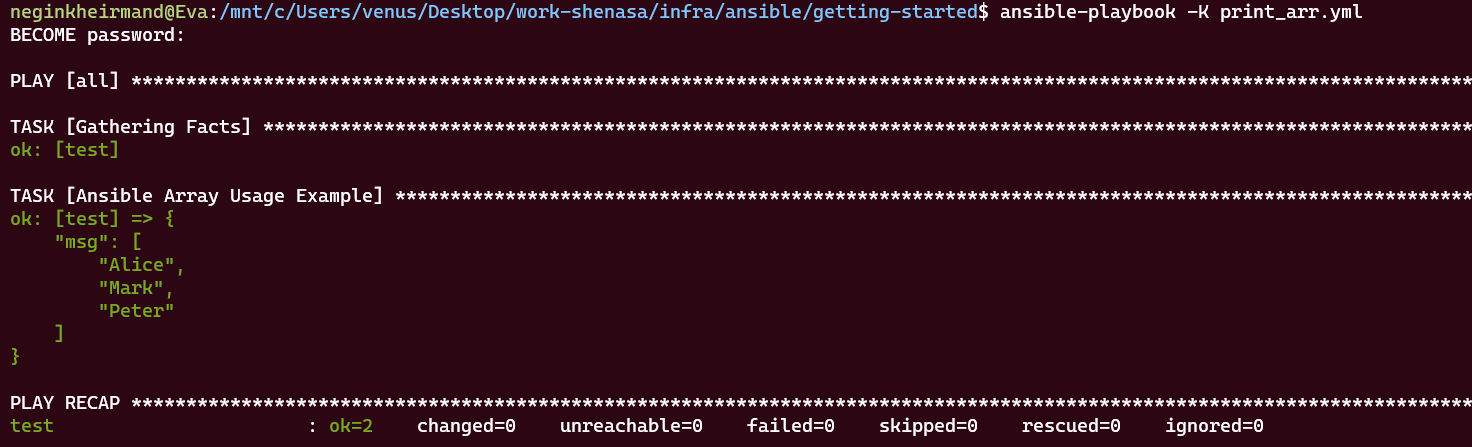 neginkheirmand@Eva:/mnt/c/Users/venus/Desktop/work-shenasa/infra/ansible/getting-started$ ansible-playbook -K print_arr.yml
BECOME password:
PLAY [all] **************************************************************************************************************************
TASK [Gathering Facts] **************************************************************************************************************
ok: [test]
TASK [Ansible Array Usage Example] **************************************************************************************************
ok: [test] => {
    "msg": [
        "Alice",
        "Mark",
        "Peter"
    ]
}
PLAY RECAP **************************************************************************************************************************
test                       : ok=2    changed=0    unreachable=0    failed=0    skipped=0    rescued=0    ignored=0